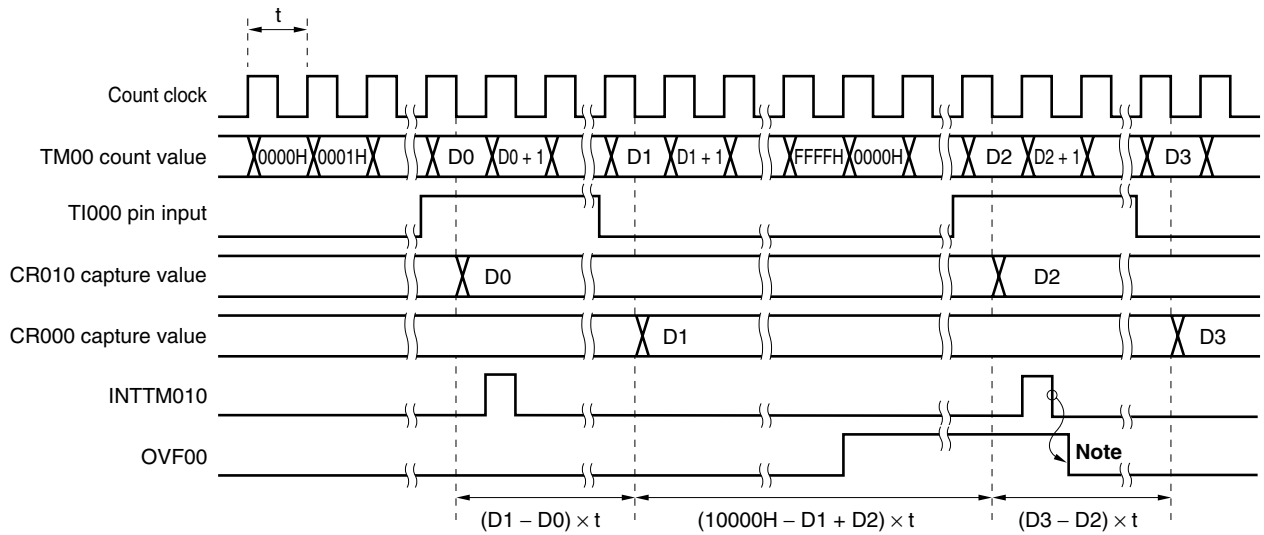 t
Count clock
TM00 count value 0000H 0001H D0 D0 + 1 D1 D1 + 1 FFFFH 0000H D2 D2 + 1 D3
TI000 pin input
CR010 capture value D0 D2
CR000 capture value D1 D3
INTTM010
OVF00 Note
(D1 – D0) × t (10000H – D1 + D2) × t (D3 – D2) × t